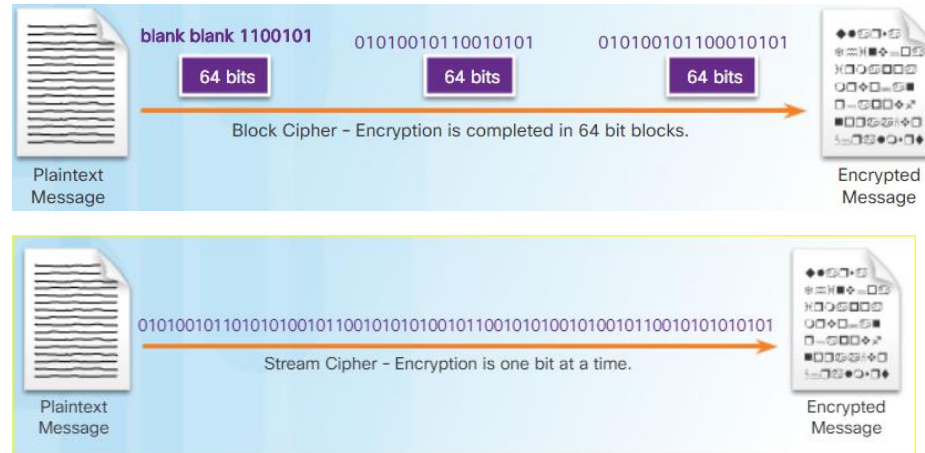 blank blank 1100101
01010010110010101
010100101100010101
64 bits
64 bits
64 bits
Block Cipher – Encryption is completed in 64 bit blocks.
Plaintext
Message
Encrypted
Message
Stream Cipher – Encryption is one bit at a time.
Plaintext
Message
Encrypted
Message